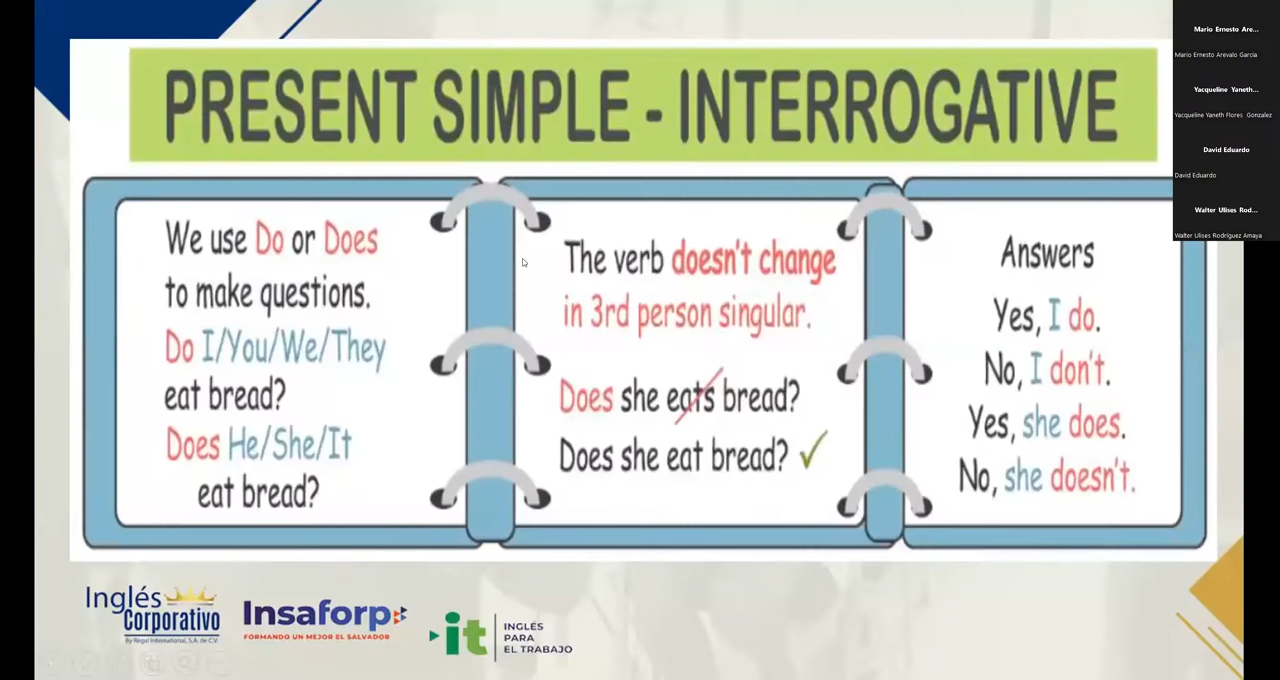 PRESENT SIMPLE - INTERROGATIVE
We use Do or Does
to make questions.
Do I/You/We/They
eat bread?
Does He/She/It
eat bread?
The verb doesn't change
in 3rd person singular.
Does she eats bread?
Does she eat bread?
Answers
Yes, I do.
No, I don't.
Yes, she does.
No, she doesn't.
Mario Ernesto Are...
Mario Ernesto Arevalo Garcia
Yacqueline Yaneth...
Yacqueline Yaneth Flores Gonzalez
David Eduardo
David Eduardo
Walter Ulises Rod...
Walter Ulises Rodríguez Amaya
Inglés
Corporativo
By Regal International, S.A. de C.V.
Insaforp
FORMANDO UN MEJOR EL SALVADOR
it
INGLÉS
PARA
EL TRABAJO